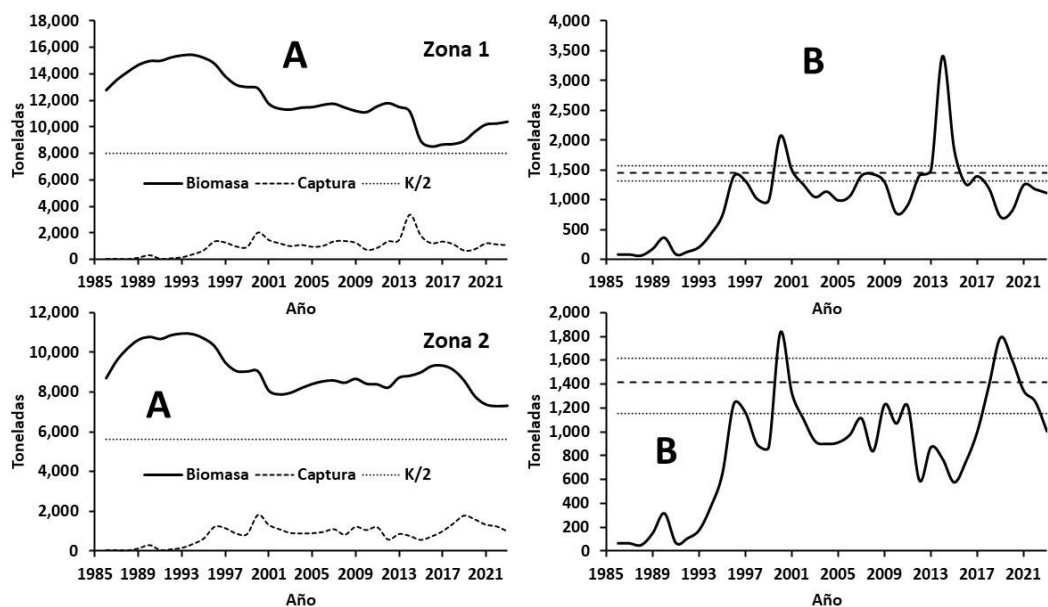 18,000
16,000
14,000
12,000
10,000
8,000
6,000
4,000
2,000
0
Toneladas
A
Zona 1
Biomasa Captura K/2
1985 1989 1993 1997 2001 2005 2009 2013 2017 2021
Año
4,000
3,500
3,000
2,500
2,000
1,500
1,000
500
0
Toneladas
B
1985 1989 1993 1997 2001 2005 2009 2013 2017 2021
Año
12,000
10,000
8,000
6,000
4,000
2,000
0
Toneladas
Zona 2
A
Biomasa Captura K/2
1985 1989 1993 1997 2001 2005 2009 2013 2017 2021
Año
2,000
1,800
1,600
1,400
1,200
1,000
800
600
400
200
0
Toneladas
B
1985 1989 1993 1997 2001 2005 2009 2013 2017 2021
Año